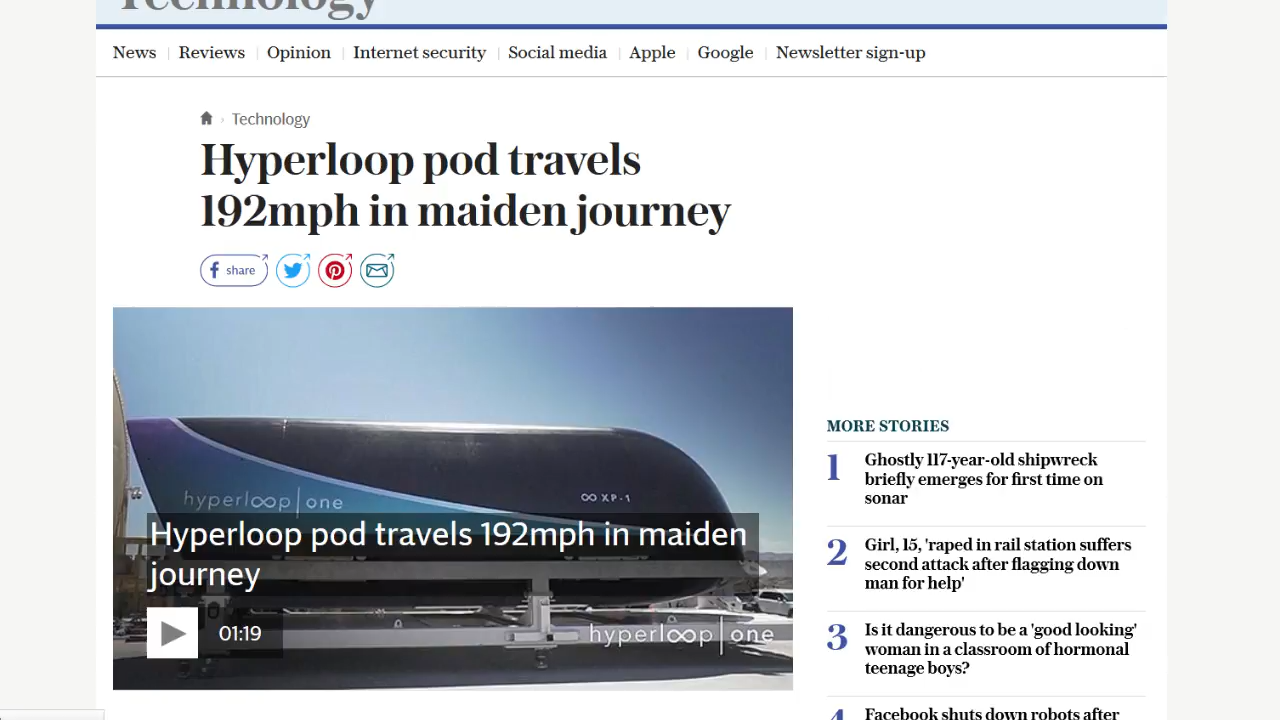 Technology
News
Reviews
Opinion
Internet security
Social media
Apple
Google
Newsletter sign-up
Technology
Hyperloop pod travels
192mph in maiden journey
share
hyperloop one
∞ XP-1
Hyperloop pod travels 192mph in maiden
journey
01:19
hyperloop one
MORE STORIES
1
Ghostly 117-year-old shipwreck
briefly emerges for first time on
sonar
2
Girl, 15, 'raped in rail station suffers
second attack after flagging down
man for help'
3
Is it dangerous to be a 'good looking'
woman in a classroom of hormonal
teenage boys?
4
Facebook shuts down robots after